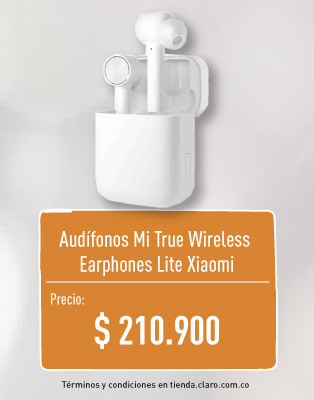 Audífonos Mi True Wireless
Earphones Lite Xiaomi
Precio:
$ 210.900
Términos y condiciones en tienda.claro.com.co